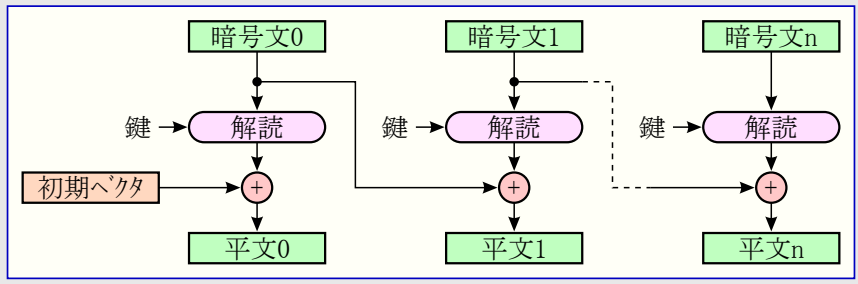 暗号文0 暗号文1 暗号文n
鍵 解読 鍵 解読 鍵 解読
初期ベクタ + + +
平文0 平文1 平文n